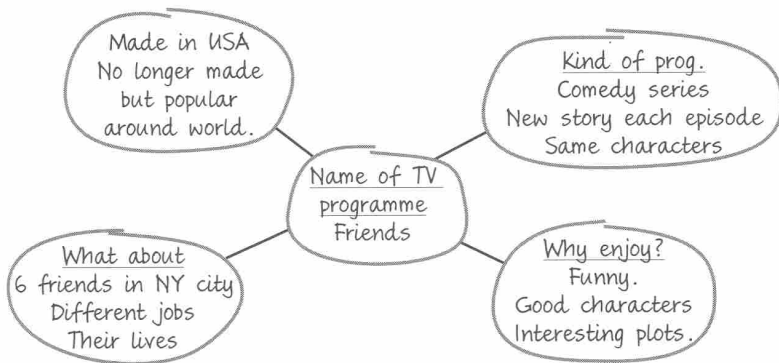 Made in USA
No longer made
but popular
around world.
Kind of prog.
Comedy series
New story each episode
Same characters
Name of TV
programme
Friends
What about
6 friends in NY city
Different jobs
Their lives
Why enjoy?
Funny.
Good characters
Interesting plots.